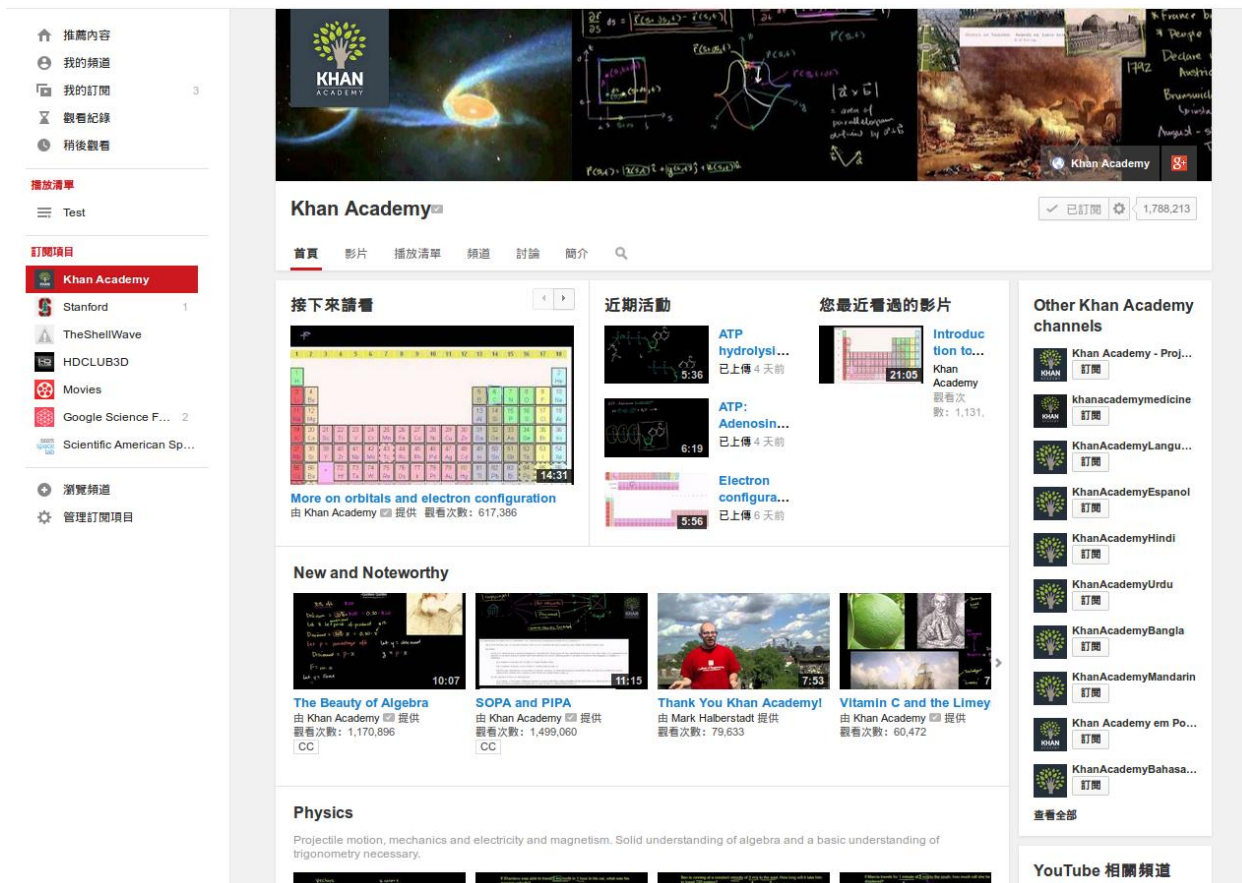 推薦內容
我的頻道
我的訂閱 3
觀看紀錄
稍後觀看
播放清單
Test
訂閱項目
Khan Academy
Stanford 1
TheShellWave
HDCLUB3D
Movies
Google Science F... 2
Scientific American Sp...
瀏覽頻道
管理訂閱項目
KHAN
ACADEMY
1792
Khan Academy
Khan Academy
已訂閱 1,788,213
首頁 影片 播放清單 頻道 討論 簡介
接下來請看
14:31
More on orbitals and electron configuration
由 Khan Academy 提供 觀看次數: 617,386
近期活動
5:36
ATP
hydrolysi...
已上傳 4 天前
6:19
ATP:
Adenosin...
已上傳 4 天前
5:56
Electron
configura...
已上傳 6 天前
您最近看過的影片
21:05
Introduc
tion to...
Khan
Academy
觀看次
數: 1,131,
New and Noteworthy
10:07
The Beauty of Algebra
由 Khan Academy 提供
觀看次數: 1,170,896
CC
11:15
SOPA and PIPA
由 Khan Academy 提供
觀看次數: 1,499,060
CC
7:53
Thank You Khan Academy!
由 Mark Halberstadt 提供
觀看次數: 79,633
7
Vitamin C and the Limey
由 Khan Academy 提供
觀看次數: 60,472
Physics
Projectile motion, mechanics and electricity and magnetism. Solid understanding of algebra and a basic understanding of
trigonometry necessary.
Other Khan Academy
channels
Khan Academy - Proj...
訂閱
khanacademymedicine
訂閱
KhanAcademyLangu...
訂閱
KhanAcademyEspanol
訂閱
KhanAcademyHindi
訂閱
KhanAcademyUrdu
訂閱
KhanAcademyBangla
訂閱
KhanAcademyMandarin
訂閱
Khan Academy em Po...
訂閱
KhanAcademyBahasa...
訂閱
查看全部
YouTube 相關頻道